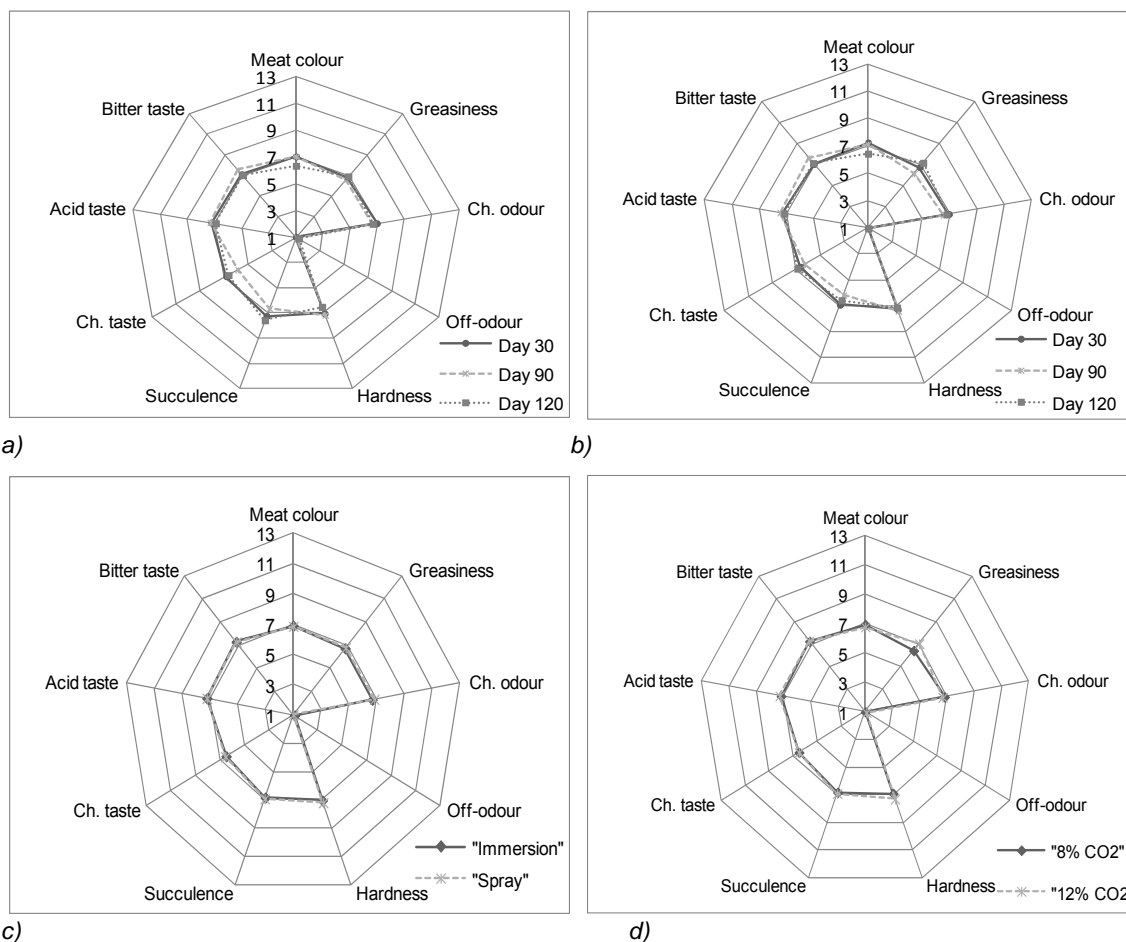 Meat colour
13
Bitter taste
11
Greasiness
9
7
Acid taste
5
Ch. odour
3
1
Ch. taste
Off-odour
Succulence
Hardness
Day 30
Day 90
Day 120
a)
Meat colour
13
Bitter taste
11
Greasiness
9
7
Acid taste
5
Ch. odour
3
1
Ch. taste
Off-odour
Succulence
Hardness
Day 30
Day 90
Day 120
b)
Meat colour
13
Bitter taste
11
Greasiness
9
7
Acid taste
5
Ch. odour
3
1
Ch. taste
Off-odour
Succulence
Hardness
"Immersion"
"Spray"
c)
Meat colour
13
Bitter taste
11
Greasiness
9
7
Acid taste
5
Ch. odour
3
1
Ch. taste
Off-odour
Succulence
Hardness
"8% CO2"
"12% CO2
d)